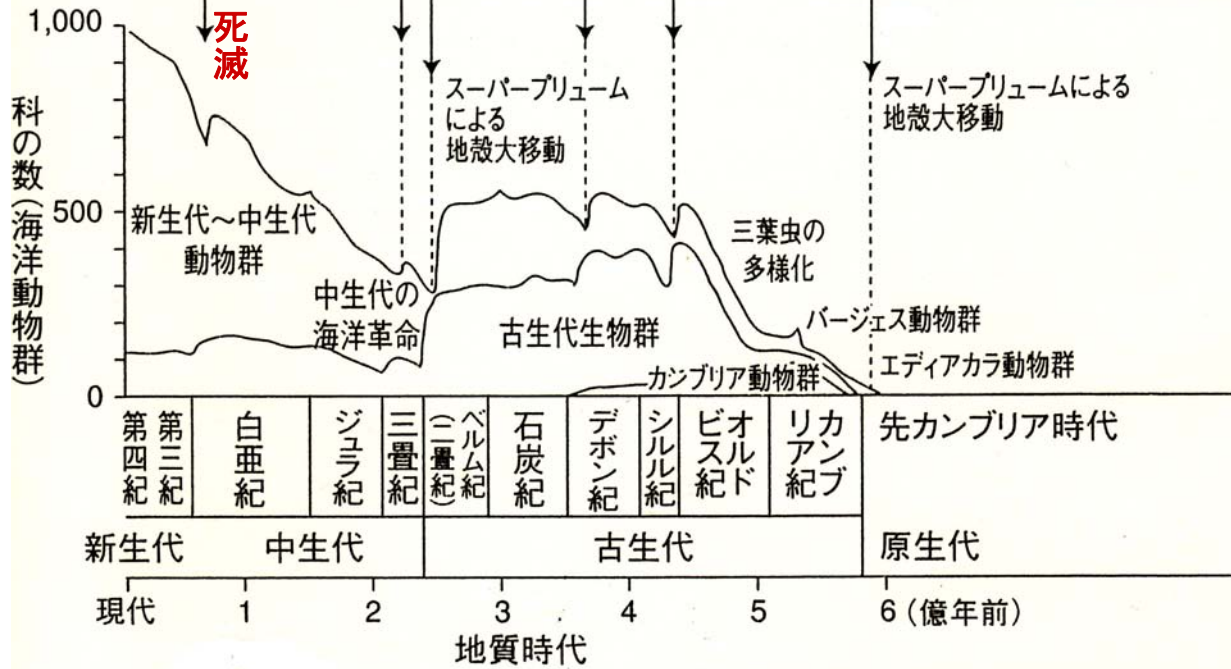 1,000
死
滅
スーパープリューム
による
地殻大移動
スーパープリュームによる
地殻大移動
科の数(海洋動物群)
500
新生代〜中生代
動物群
中生代の
海洋革命
古生代生物群
三葉虫の
多様化
バージェス動物群
エディアカラ動物群
カンブリア動物群
0
第四紀
第三紀
白亜紀
ジュラ紀
三畳紀
ペルム紀
(二畳紀)
石炭紀
デボン紀
シルル紀
オルド
ビス紀
カンブ
リア紀
先カンブリア時代
新生代
中生代
古生代
原生代
現代 1 2 3 4 5 6 (億年前)
地質時代